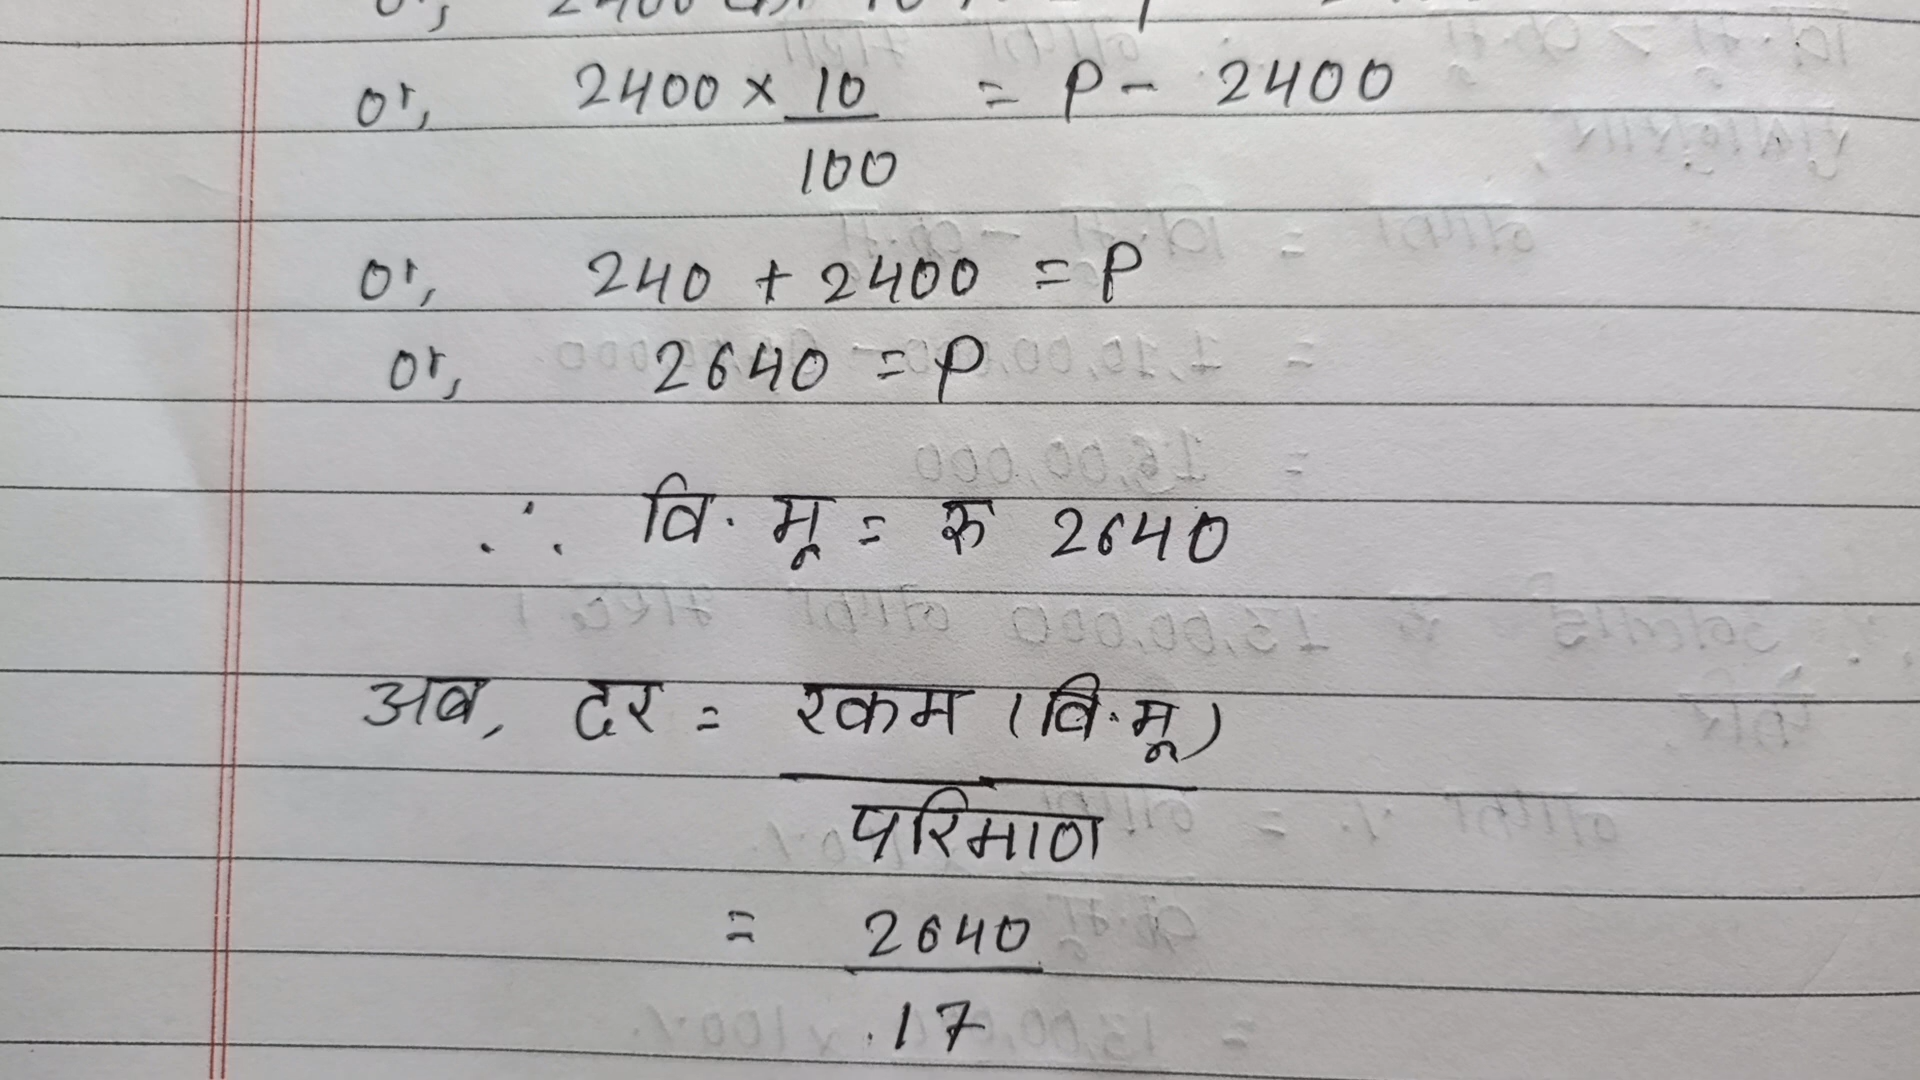 or, 2400 × 10/100 = P - 2400
or, 240 + 2400 = P
or, 2640 = P
∴ वि. मू = रु 2640
अब, दर = रकम (वि. मू)
परिमाण
= 2640
17